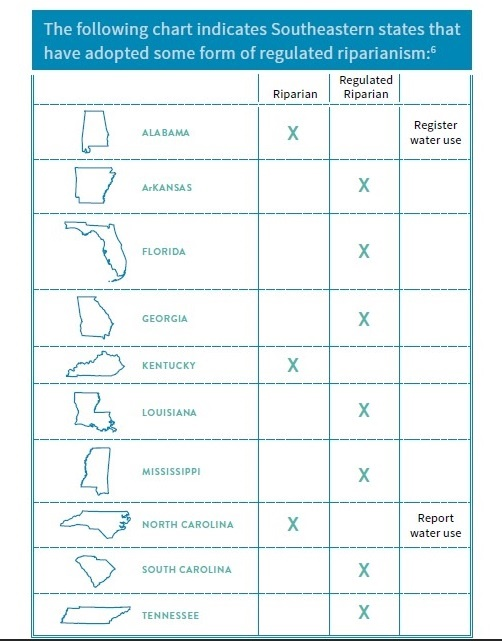 The following chart indicates Southeastern states that
have adopted some form of regulated riparianism:6
Riparian
Regulated
Riparian
ALABAMA X Register
water use
ArKANSAS X
FLORIDA X
GEORGIA X
KENTUCKY X
LOUISIANA X
MISSISSIPPI X
NORTH CAROLINA X Report
water use
SOUTH CAROLINA X
TENNESSEE X